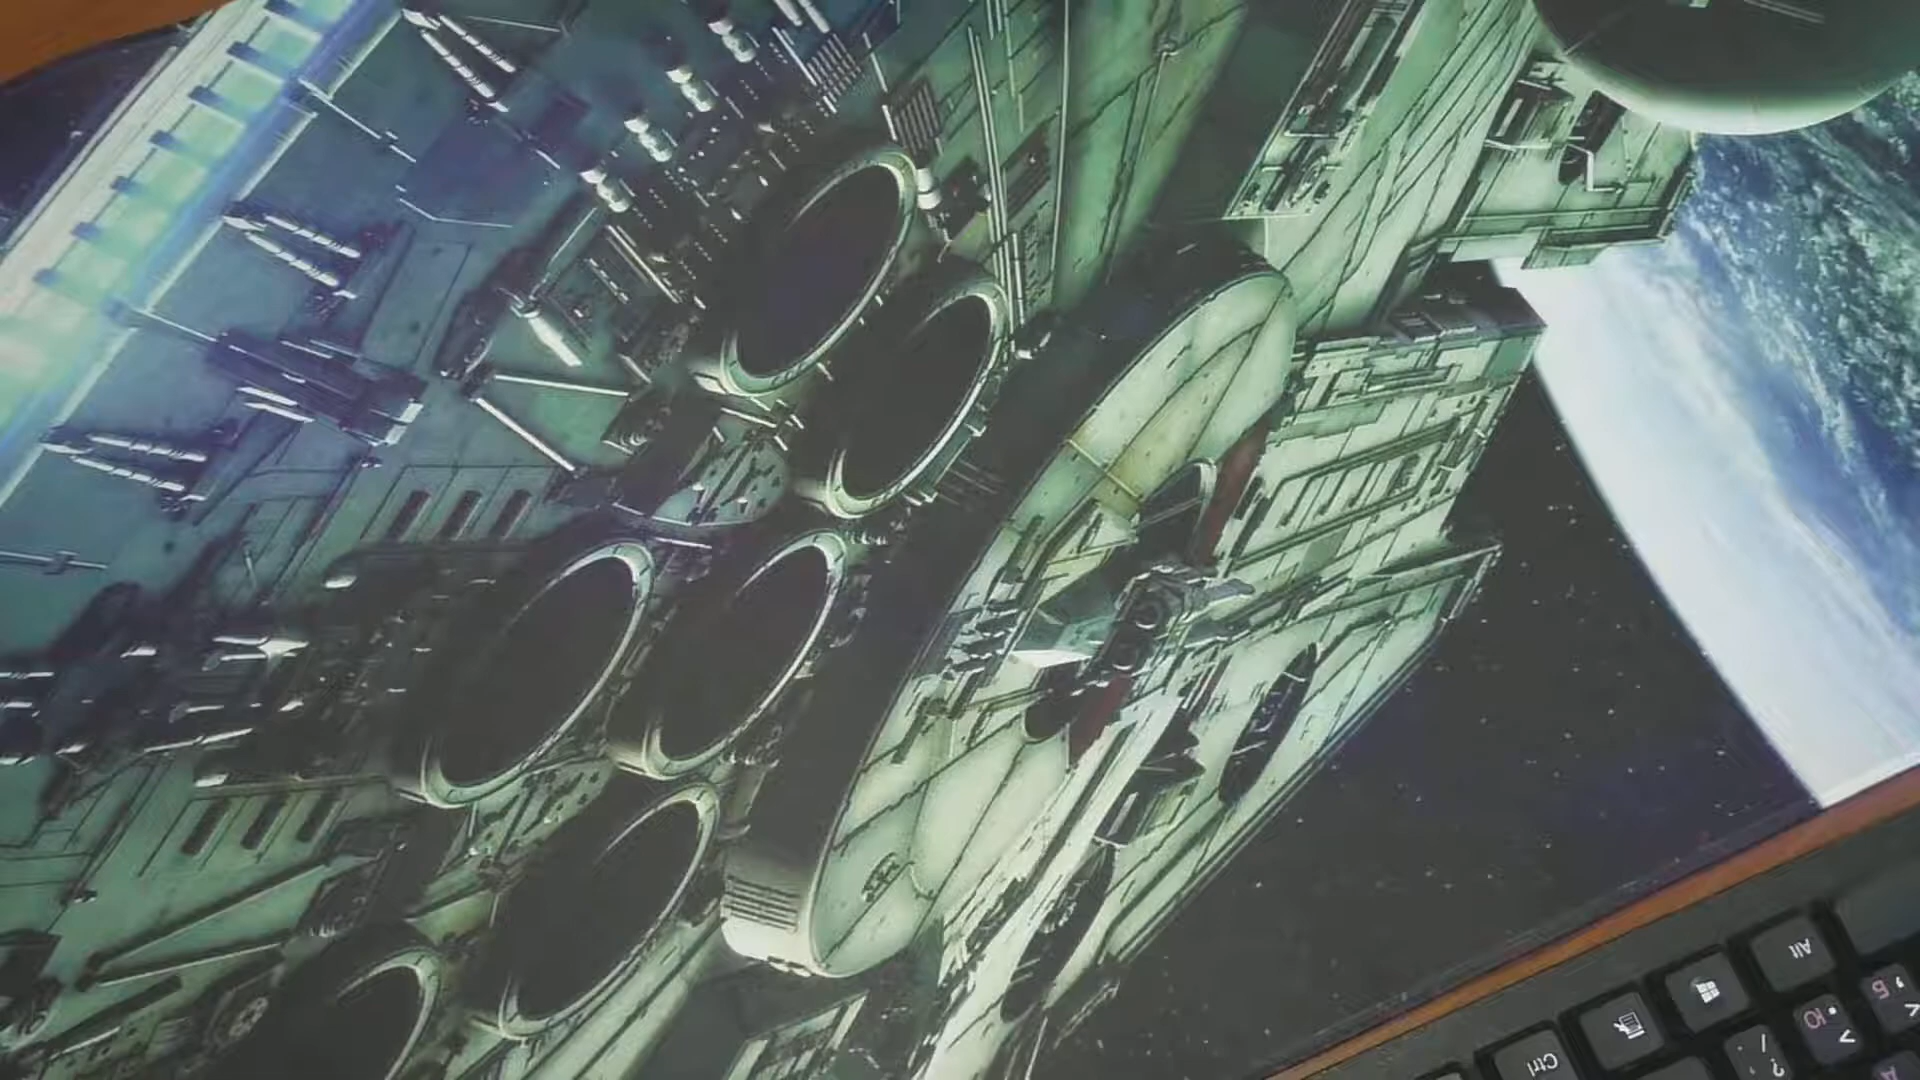 Alt
Б ,
<
Ю .
>
/
?
Ctrl